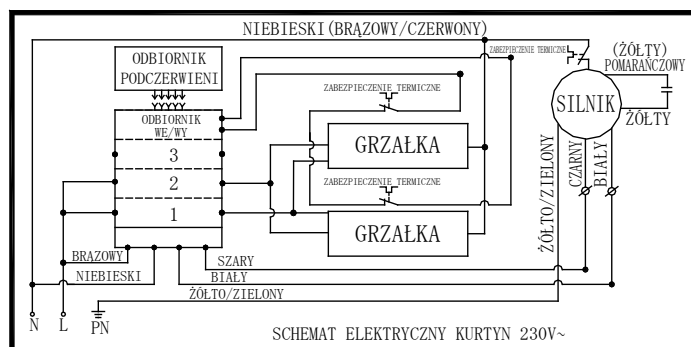 NIEBIESKI(BRĄZOWY/CZERWONY)
ZABEZPIECZENIE TERMICZNE
(ŻÓŁTY)
POMARAŃCZOWY
ODBIORNIK
PODCZERWIENI
ZABEZPIECZENIE TERMICZNE
SILNIK
ŻÓŁTY
ODBIORNIK
WE/WY
GRZAŁKA
3
2
1
ZABEZPIECZENIE TERMICZNE
GRZAŁKA
ŻÓŁTO/ZIELONY
CZARNY
BIAŁY
BRĄZOWY
SZARY
NIEBIESKI
BIAŁY
ŻÓŁTO/ZIELONY
N
L
PN
SCHEMAT ELEKTRYCZNY KURTYN 230V~